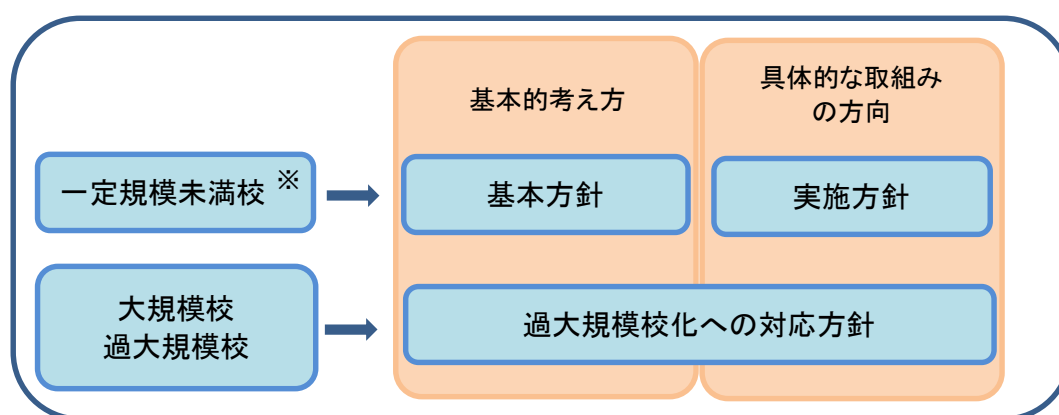 基本的考え方
具体的な取組み
の方向
一定規模未満校 ※
基本方針
実施方針
大規模校
過大規模校
過大規模校化への対応方針